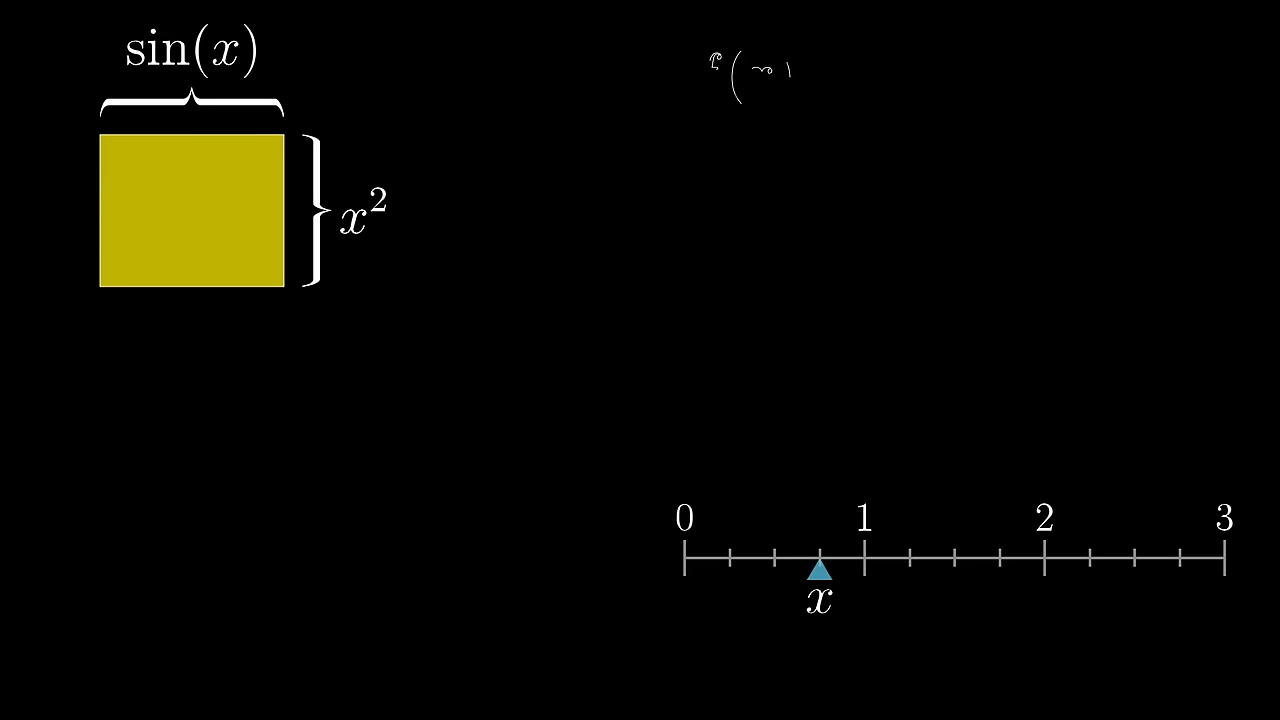 sin(x)
x²
0 1 2 3
x